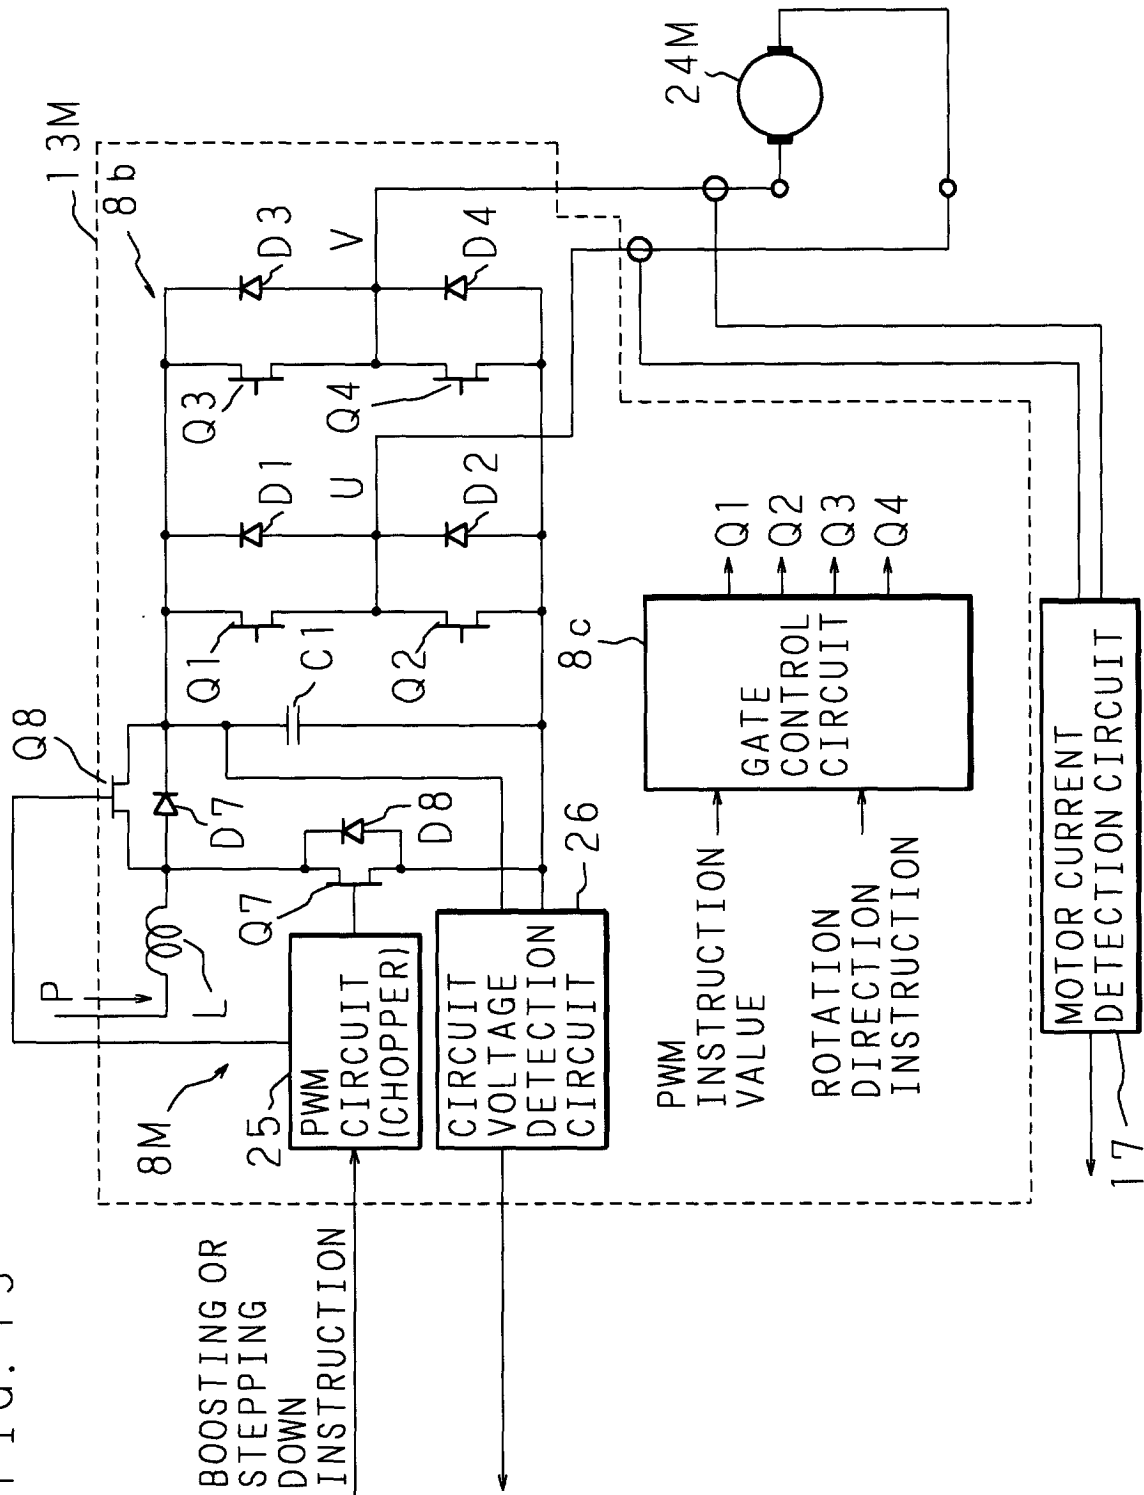 FIG. 15
13M
8b
8M
P
L
Q8
D7
Q7
D8
C1
Q1
Q2
D1
D2
U
Q3
Q4
D3
D4
V
24M
25
PWM
CIRCUIT
(CHOPPER)
BOOSTING OR
STEPPING
DOWN
INSTRUCTION
CIRCUIT
VOLTAGE
DETECTION
CIRCUIT
26
PWM
INSTRUCTION
VALUE
ROTATION
DIRECTION
INSTRUCTION
8c
GATE
CONTROL
CIRCUIT
Q1
Q2
Q3
Q4
MOTOR CURRENT
DETECTION CIRCUIT
17